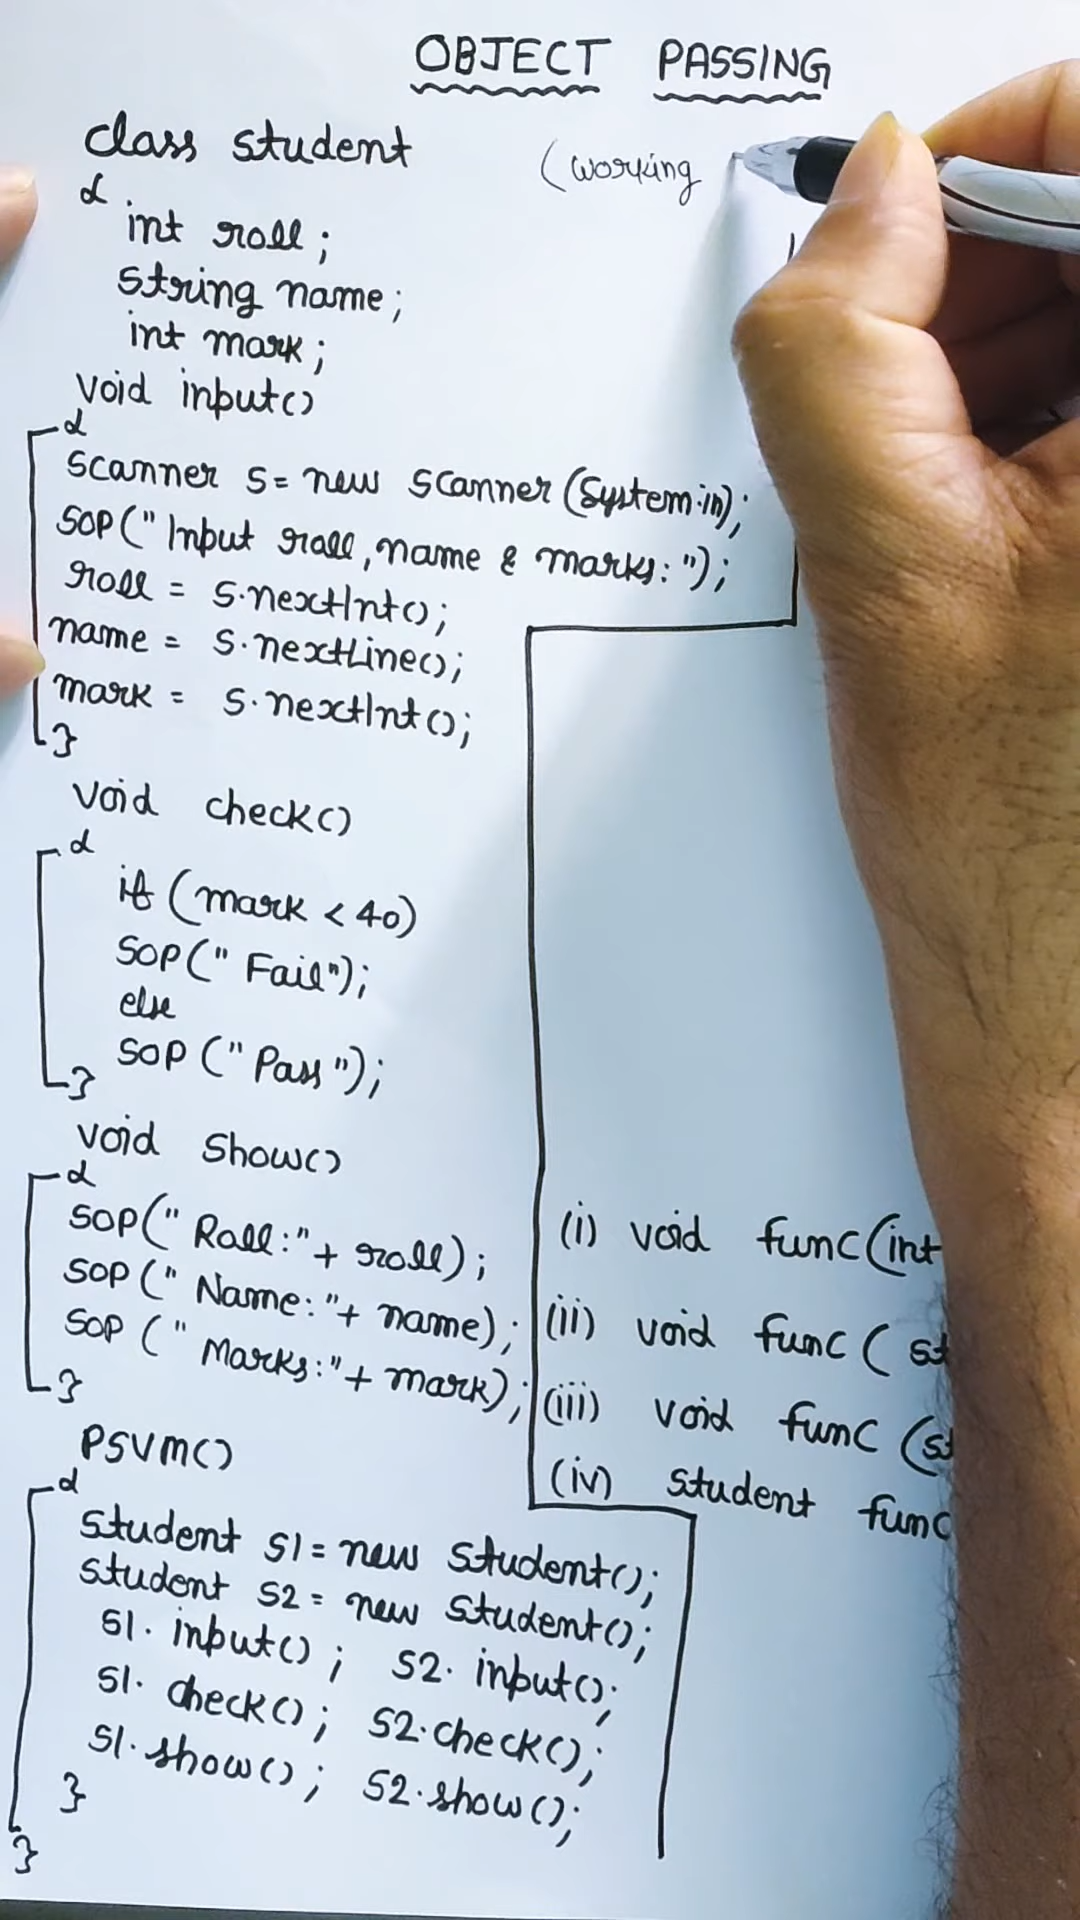 OBJECT PASSING
(working
class student
{
int roll;
string name;
int mark;
void input()
{
scanner s= new scanner(System.in);
SOP(" Input roll, name & marks: ");
roll = s.nextInt();
name = s.nextLine();
mark = s.nextInt();
}
void check()
{
if (mark < 40)
SOP(" Fail");
else
SOP (" Pass ");
}
void show()
{
SOP(" Roll:"+ roll);
SOP (" Name:"+ name);
SOP (" Marks:"+ mark);
}
PSVM()
{
student s1= new student();
student s2= new student();
s1. input(); s2. input();
s1. check(); s2.check();
s1.show(); s2.show();
}
}
(i) void func(int
(ii) void func( st
(iii) void func (st
(iv) student func